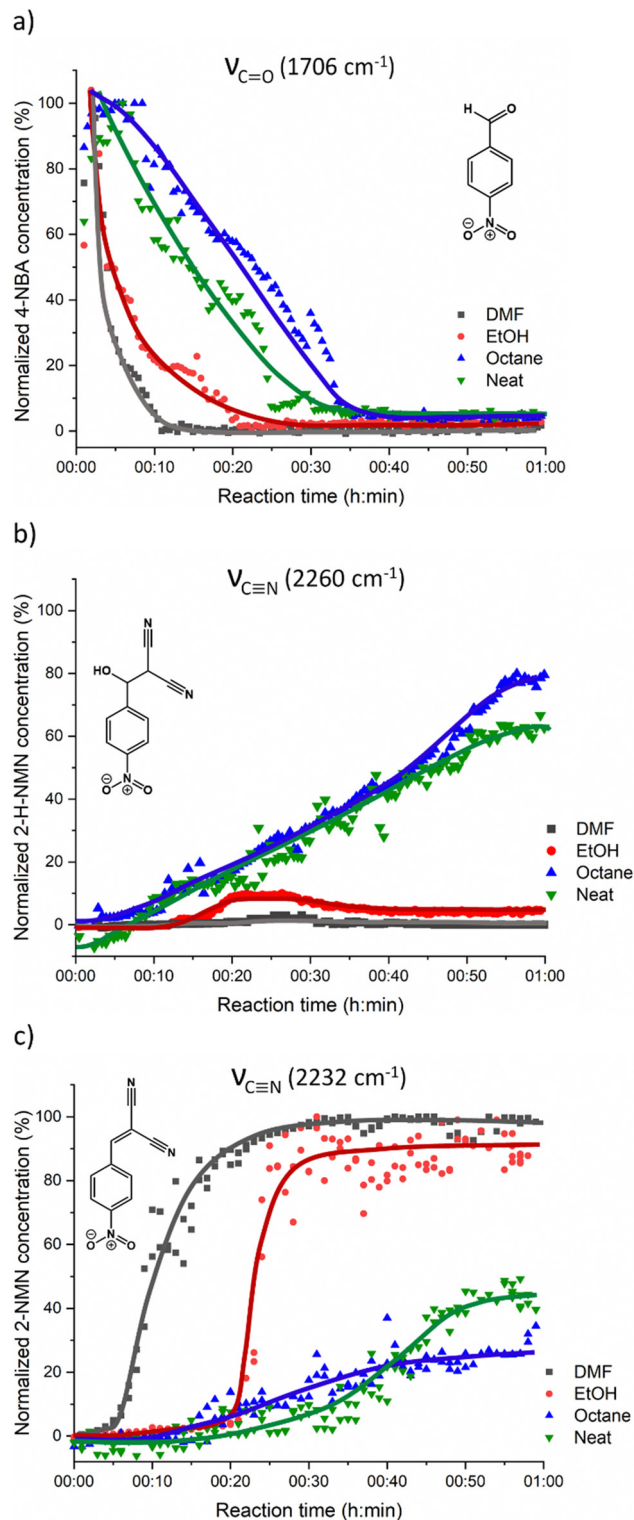 a)
νC=O (1706 cm-1)
Normalized 4-NBA concentration (%)
100
80
60
40
20
0
H
O
N
+
O
−
O
DMF
EtOH
Octane
Neat
00:00 00:10 00:20 00:30 00:40 00:50 01:00
Reaction time (h:min)
b)
νC≡N (2260 cm-1)
Normalized 2-H-NMN concentration (%)
100
80
60
40
20
0
N
HO
N
N
+
O
−
O
DMF
EtOH
Octane
Neat
00:00 00:10 00:20 00:30 00:40 00:50 01:00
Reaction time (h:min)
c)
νC≡N (2232 cm-1)
Normalized 2-NMN concentration (%)
100
80
60
40
20
0
N
N
N
+
O
−
O
DMF
EtOH
Octane
Neat
00:00 00:10 00:20 00:30 00:40 00:50 01:00
Reaction time (h:min)